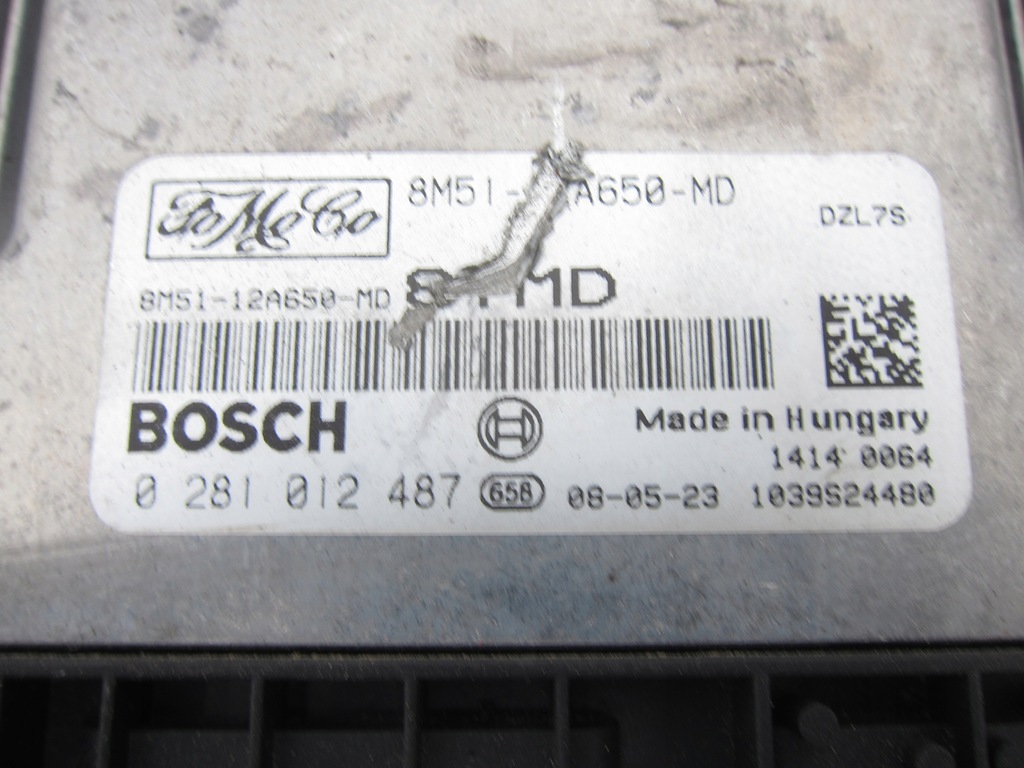 FoMoCo
8M51- A650-MD
DZL7S
8M51-12A650-MD
MD
BOSCH
Made in Hungary
1414 0064
0 281 012 487 658 08-05-23 1039S24480